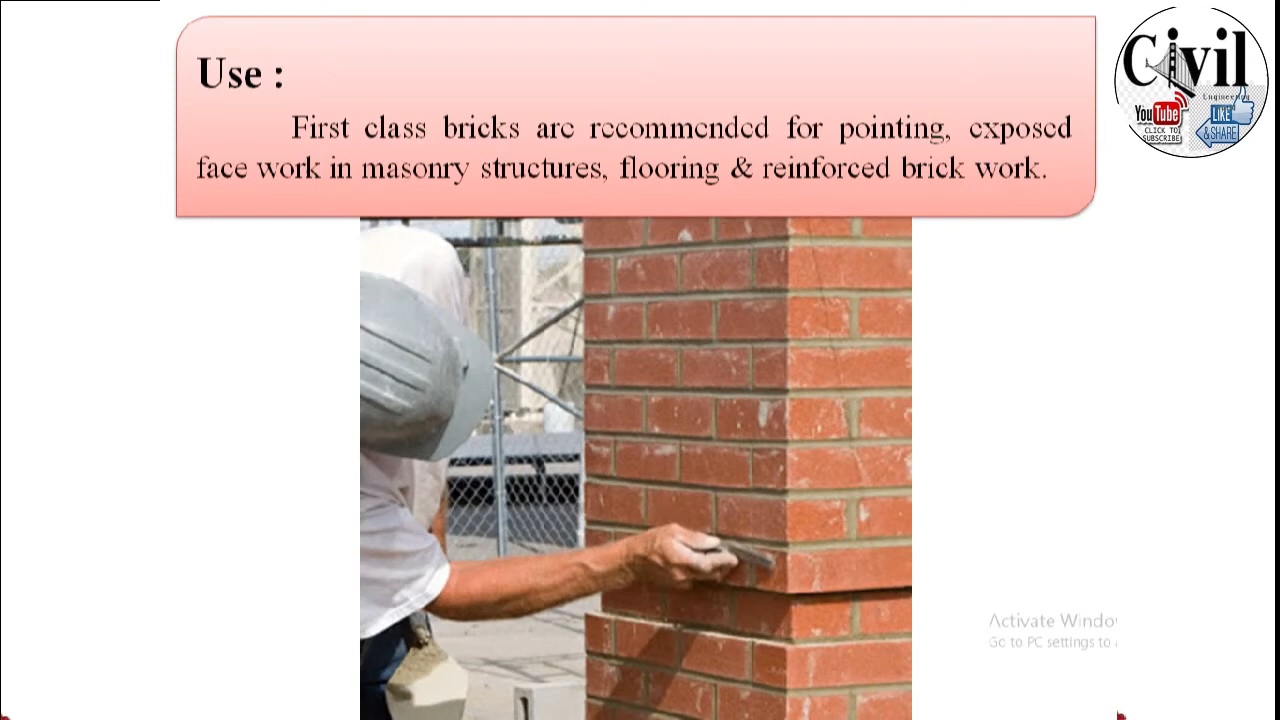 Use :
First class bricks are recommended for pointing, exposed
face work in masonry structures, flooring & reinforced brick work.
Civil
Engineering
YouTube
CLICK TO
SUBSCRIBE
LIKE
& SHARE
Activate Windo
Go to PC settings to